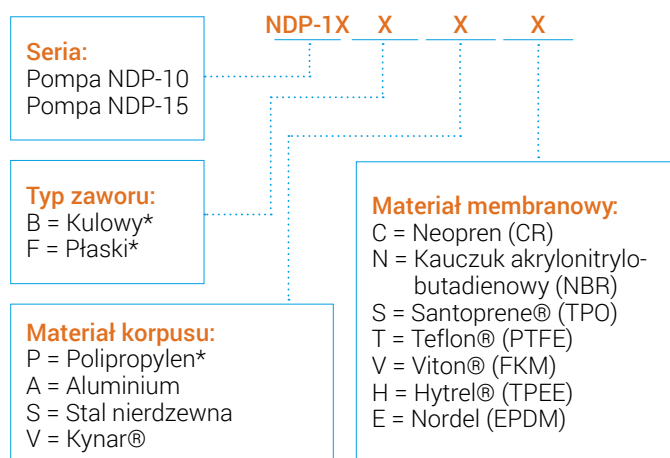 NDP-1X X X X
Seria:
Pompa NDP-10
Pompa NDP-15
Typ zaworu:
B = Kulowy*
F = Płaski*
Materiał korpusu:
P = Polipropylen*
A = Aluminium
S = Stal nierdzewna
V = Kynar®
Materiał membranowy:
C = Neopren (CR)
N = Kauczuk akrylonitrylo-
butadienowy (NBR)
S = Santoprene® (TPO)
T = Teflon® (PTFE)
V = Viton® (FKM)
H = Hytrel® (TPEE)
E = Nordel (EPDM)